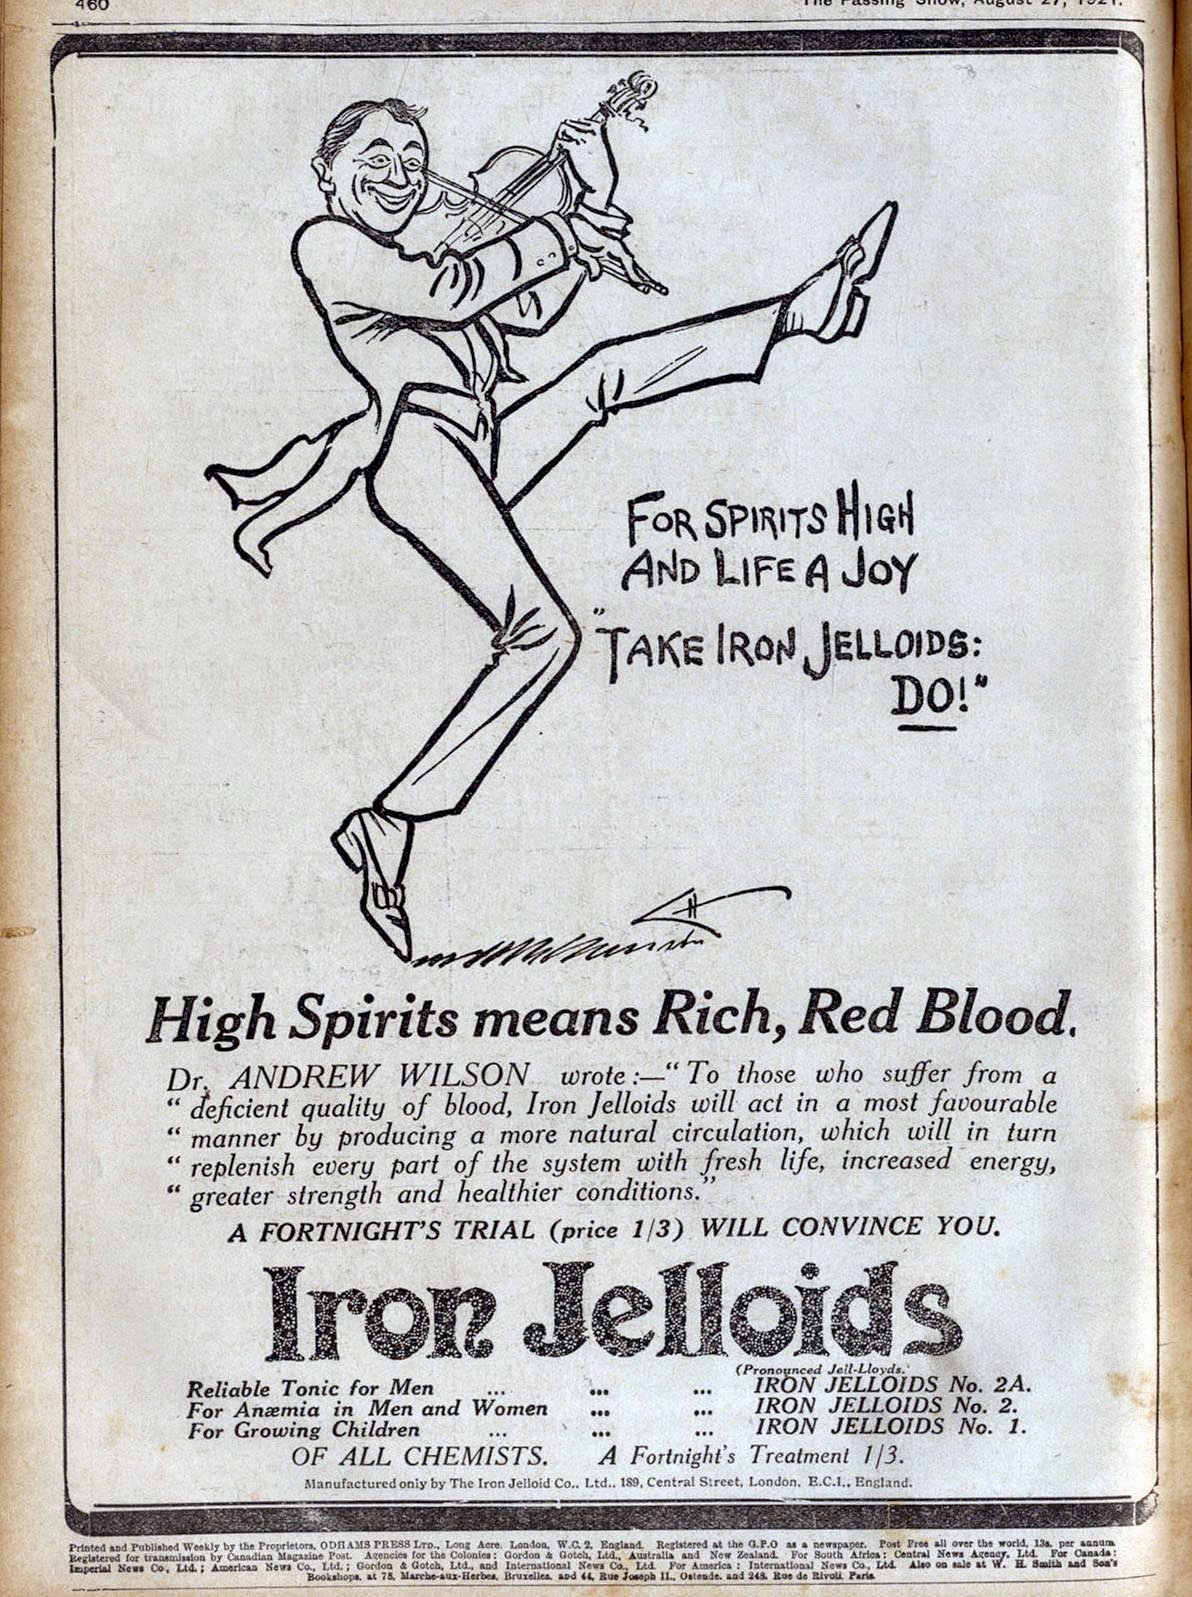 460
The Passing Show, August 27, 1921.
FOR SPIRITS HIGH
AND LIFE A JOY
"TAKE IRON JELLOIDS:
DO!"
High Spirits means Rich, Red Blood.
Dr. ANDREW WILSON wrote:—"To those who suffer from a
"deficient quality of blood, Iron Jelloids will act in a most favourable
"manner by producing a more natural circulation, which will in turn
"replenish every part of the system with fresh life, increased energy,
"greater strength and healthier conditions."
A FORTNIGHT'S TRIAL (price 1/3) WILL CONVINCE YOU.
Iron Jelloids
(Pronounced Jell-Lloyds.
Reliable Tonic for Men ... ... ... IRON JELLOIDS No. 2A.
For Anæmia in Men and Women ... ... IRON JELLOIDS No. 2.
For Growing Children ... ... ... IRON JELLOIDS No. 1.
OF ALL CHEMISTS. A Fortnight's Treatment 1/3.
Manufactured only by The Iron Jelloid Co., Ltd., 189, Central Street, London, E.C.1., England.
Printed and Published Weekly by the Proprietors, ODHAMS PRESS LTD., Long Acre, London, W.C. 2, England. Registered at the G.P.O as a newspaper. Post Free all over the world, 13s. per annum
Registered for transmission by Canadian Magazine Post. Agencies for the Colonies: Gordon & Gotch, Ltd., Australia and New Zealand. For South Africa: Central News Agency, Ltd. For Canada:
Imperial News Co., Ltd.; American News Co., Ltd.; Gordon & Gotch, Ltd., and International News Co., Ltd. For America: International News Co., Ltd. Also on sale at W. H. Smith and Son's
Bookshops, at 78, Marche-aux-Herbes, Bruxelles, and 44, Rue Joseph II., Ostende, and 248, Rue de Rivoli, Paris